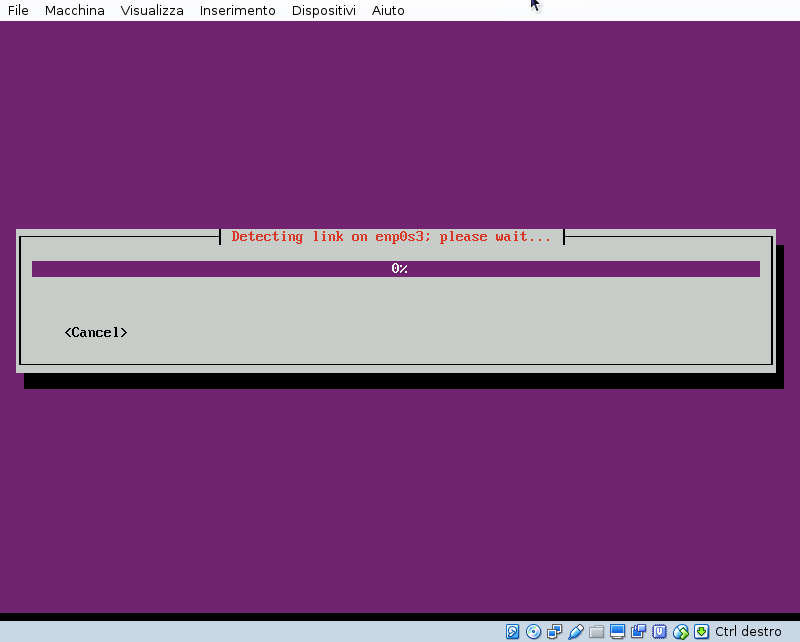 File Macchina Visualizza Inserimento Dispositivi Aiuto
Detecting link on enp0s3; please wait...
0%
<Cancel>
Ctrl destro